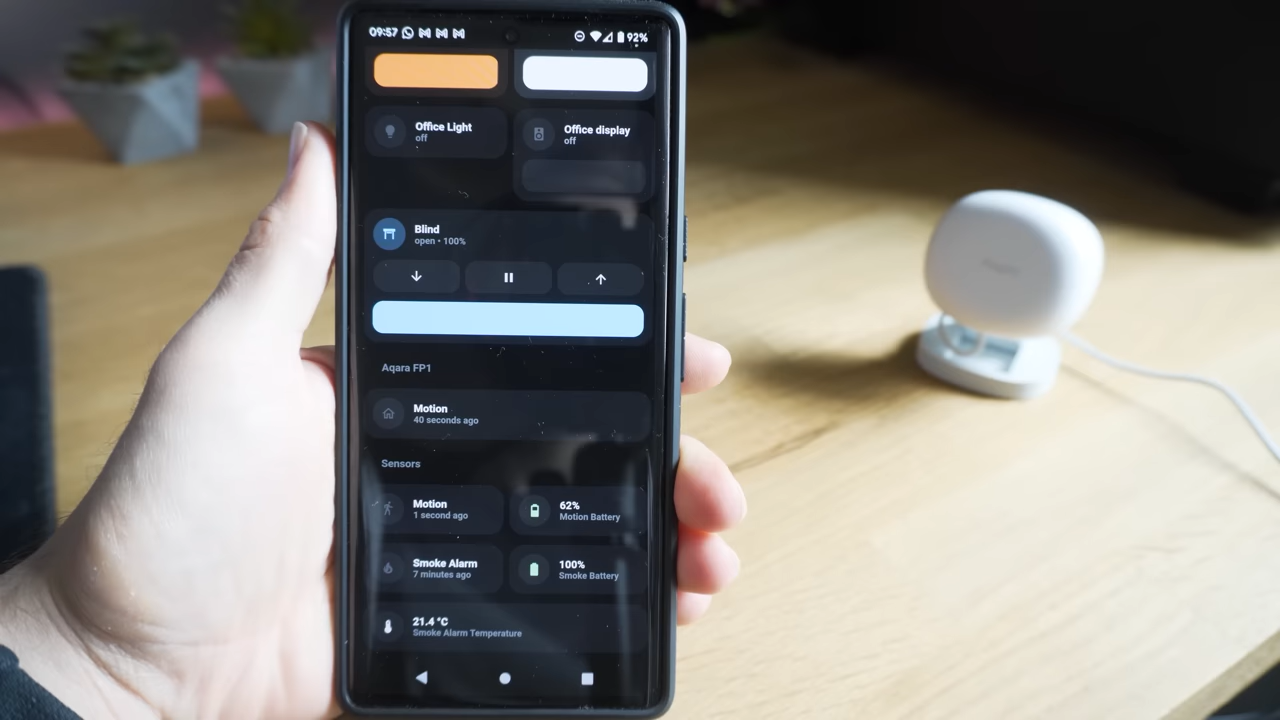 09:57
92%
Office Light
off
Office display
off
Blind
open • 100%
Aqara FP1
Motion
40 seconds ago
Sensors
Motion
1 second ago
62%
Motion Battery
Smoke Alarm
7 minutes ago
100%
Smoke Battery
21.4 °C
Smoke Alarm Temperature